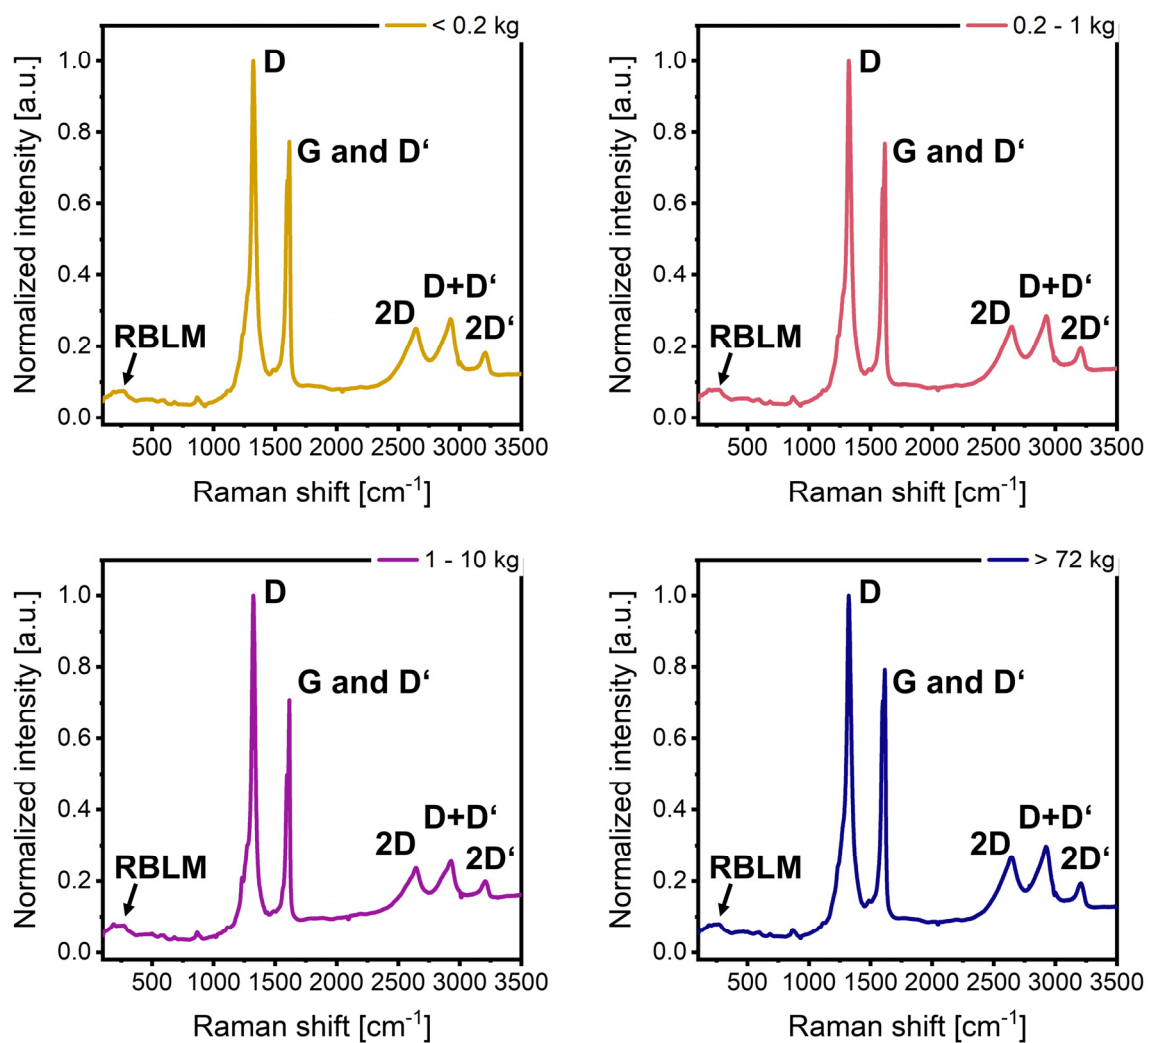 < 0.2 kg
Normalized intensity [a.u.]
1.0
0.8
0.6
0.4
0.2
0.0
D
G and D‘
D+D‘
2D
2D‘
RBLM
500 1000 1500 2000 2500 3000 3500
Raman shift [cm⁻¹]
0.2 - 1 kg
Normalized intensity [a.u.]
1.0
0.8
0.6
0.4
0.2
0.0
D
G and D‘
D+D‘
2D
2D‘
RBLM
500 1000 1500 2000 2500 3000 3500
Raman shift [cm⁻¹]
1 - 10 kg
Normalized intensity [a.u.]
1.0
0.8
0.6
0.4
0.2
0.0
D
G and D‘
D+D‘
2D
2D‘
RBLM
500 1000 1500 2000 2500 3000 3500
Raman shift [cm⁻¹]
> 72 kg
Normalized intensity [a.u.]
1.0
0.8
0.6
0.4
0.2
0.0
D
G and D‘
D+D‘
2D
2D‘
RBLM
500 1000 1500 2000 2500 3000 3500
Raman shift [cm⁻¹]